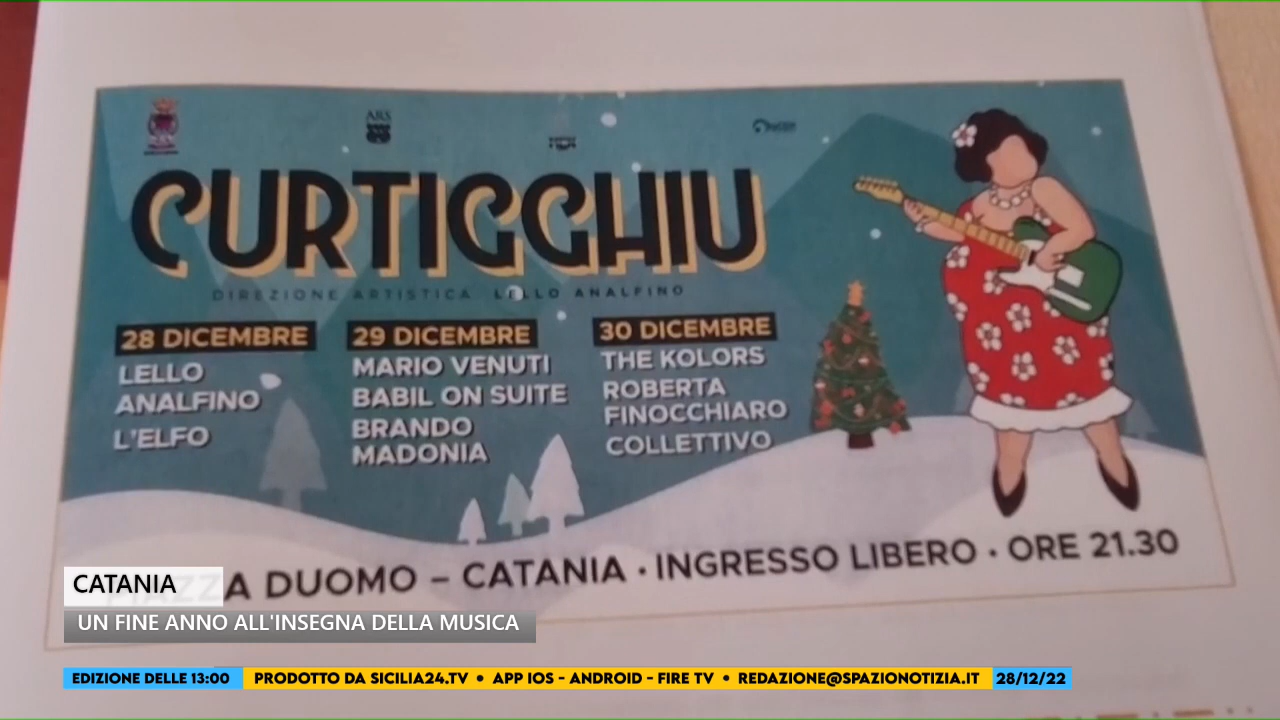 ARS
CURTIGGHIU
DIREZIONE ARTISTICA LELLO ANALFINO
28 DICEMBRE
LELLO
ANALFINO
L'ELFO
29 DICEMBRE
MARIO VENUTI
BABIL ON SUITE
BRANDO
MADONIA
30 DICEMBRE
THE KOLORS
ROBERTA
FINOCCHIARO
COLLETTIVO
PIAZZA DUOMO – CATANIA · INGRESSO LIBERO · ORE 21.30
CATANIA
UN FINE ANNO ALL'INSEGNA DELLA MUSICA
EDIZIONE DELLE 13:00 PRODOTTO DA SICILIA24.TV • APP IOS - ANDROID - FIRE TV • REDAZIONE@SPAZIONOTIZIA.IT 28/12/22